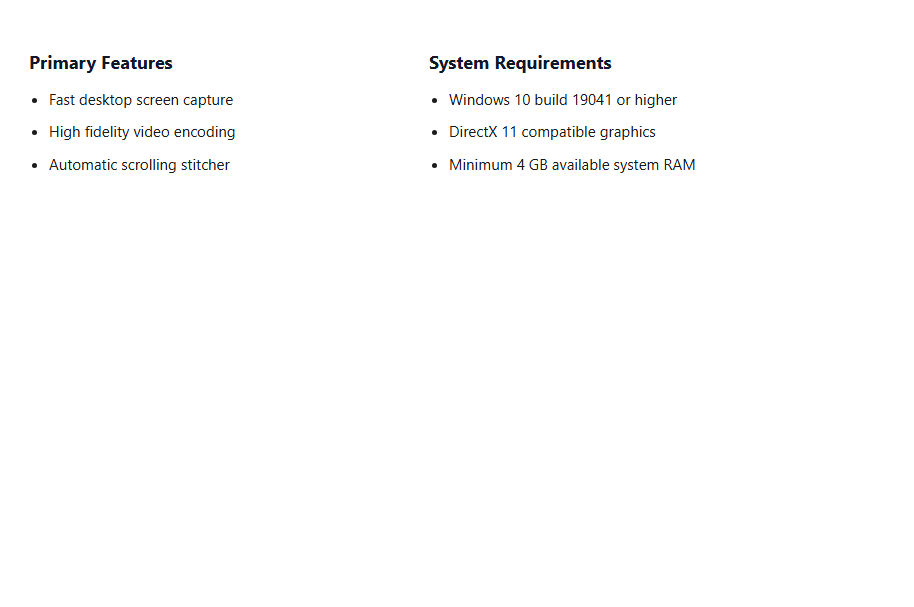 Primary Features
• Fast desktop screen capture
• High fidelity video encoding
• Automatic scrolling stitcher
System Requirements
• Windows 10 build 19041 or higher
• DirectX 11 compatible graphics
• Minimum 4 GB available system RAM